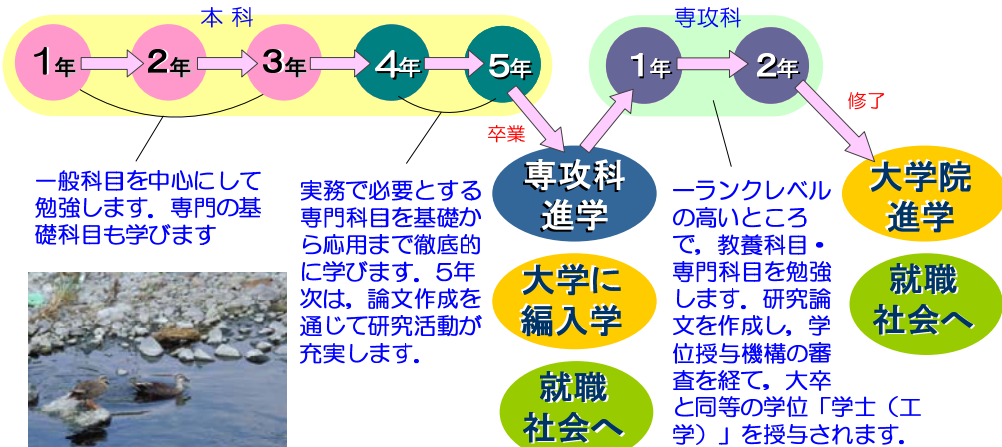 本 科
1年
2年
3年
4年
5年
専攻科
1年
2年
卒業
修了
一般科目を中心にして
勉強します．専門の基
礎科目も学びます
実務で必要とする
専門科目を基礎か
ら応用まで徹底的
に学びます．5年
次は，論文作成を
通じて研究活動が
充実します．
専攻科
進学
大学に
編入学
就職
社会へ
一ランクレベル
の高いところ
で，教養科目・
専門科目を勉強
します．研究論
文を作成し，学
位授与機構の審
査を経て，大卒
と同等の学位「学士（工
学）」を授与されます．
大学院
進学
就職
社会へ